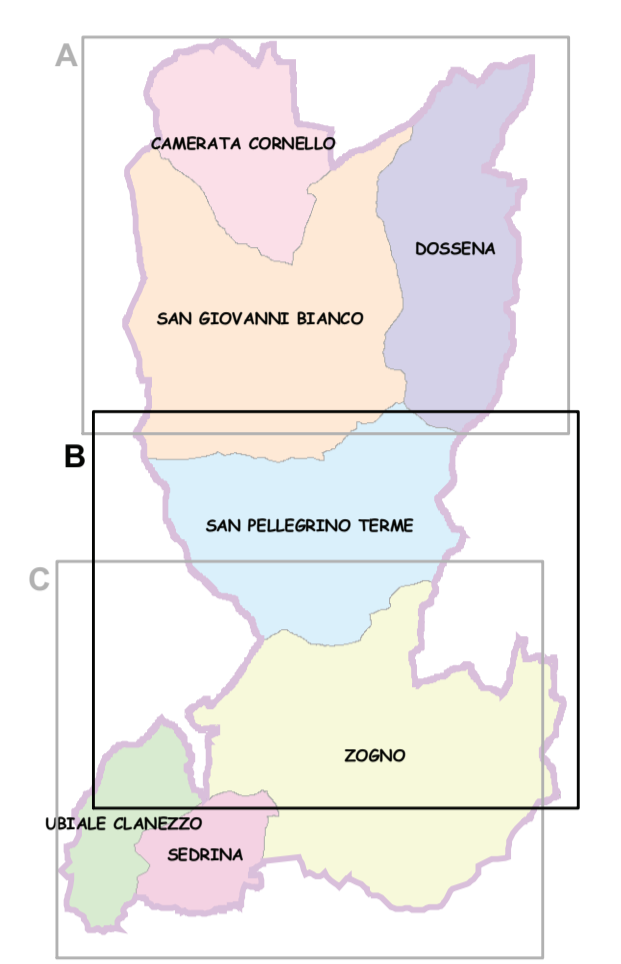 A
CAMERATA CORNELLO
DOSSENA
SAN GIOVANNI BIANCO
B
SAN PELLEGRINO TERME
C
ZOGNO
UBIALE CLANEZZO
SEDRINA